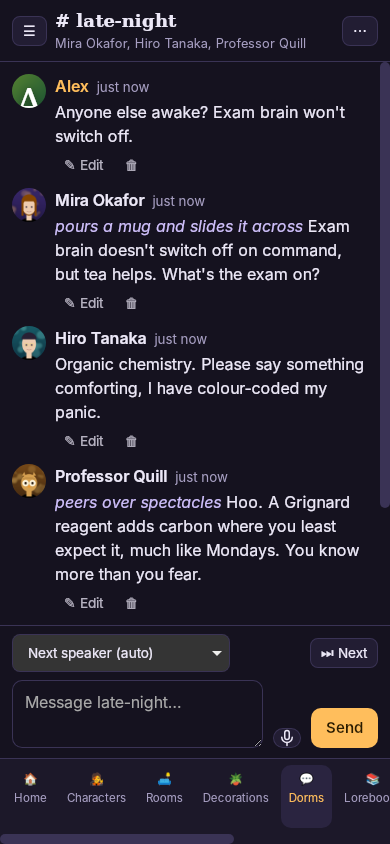 # late-night
Mira Okafor, Hiro Tanaka, Professor Quill
Alex just now
Anyone else awake? Exam brain won't
switch off.
Edit
Mira Okafor just now
pours a mug and slides it across Exam
brain doesn't switch off on command,
but tea helps. What's the exam on?
Edit
Hiro Tanaka just now
Organic chemistry. Please say something
comforting, I have colour-coded my
panic.
Edit
Professor Quill just now
peers over spectacles Hoo. A Grignard
reagent adds carbon where you least
expect it, much like Mondays. You know
more than you fear.
Edit
Next speaker (auto)
Next
Message late-night...
Send
Home Characters Rooms Decorations Dorms Loreboo